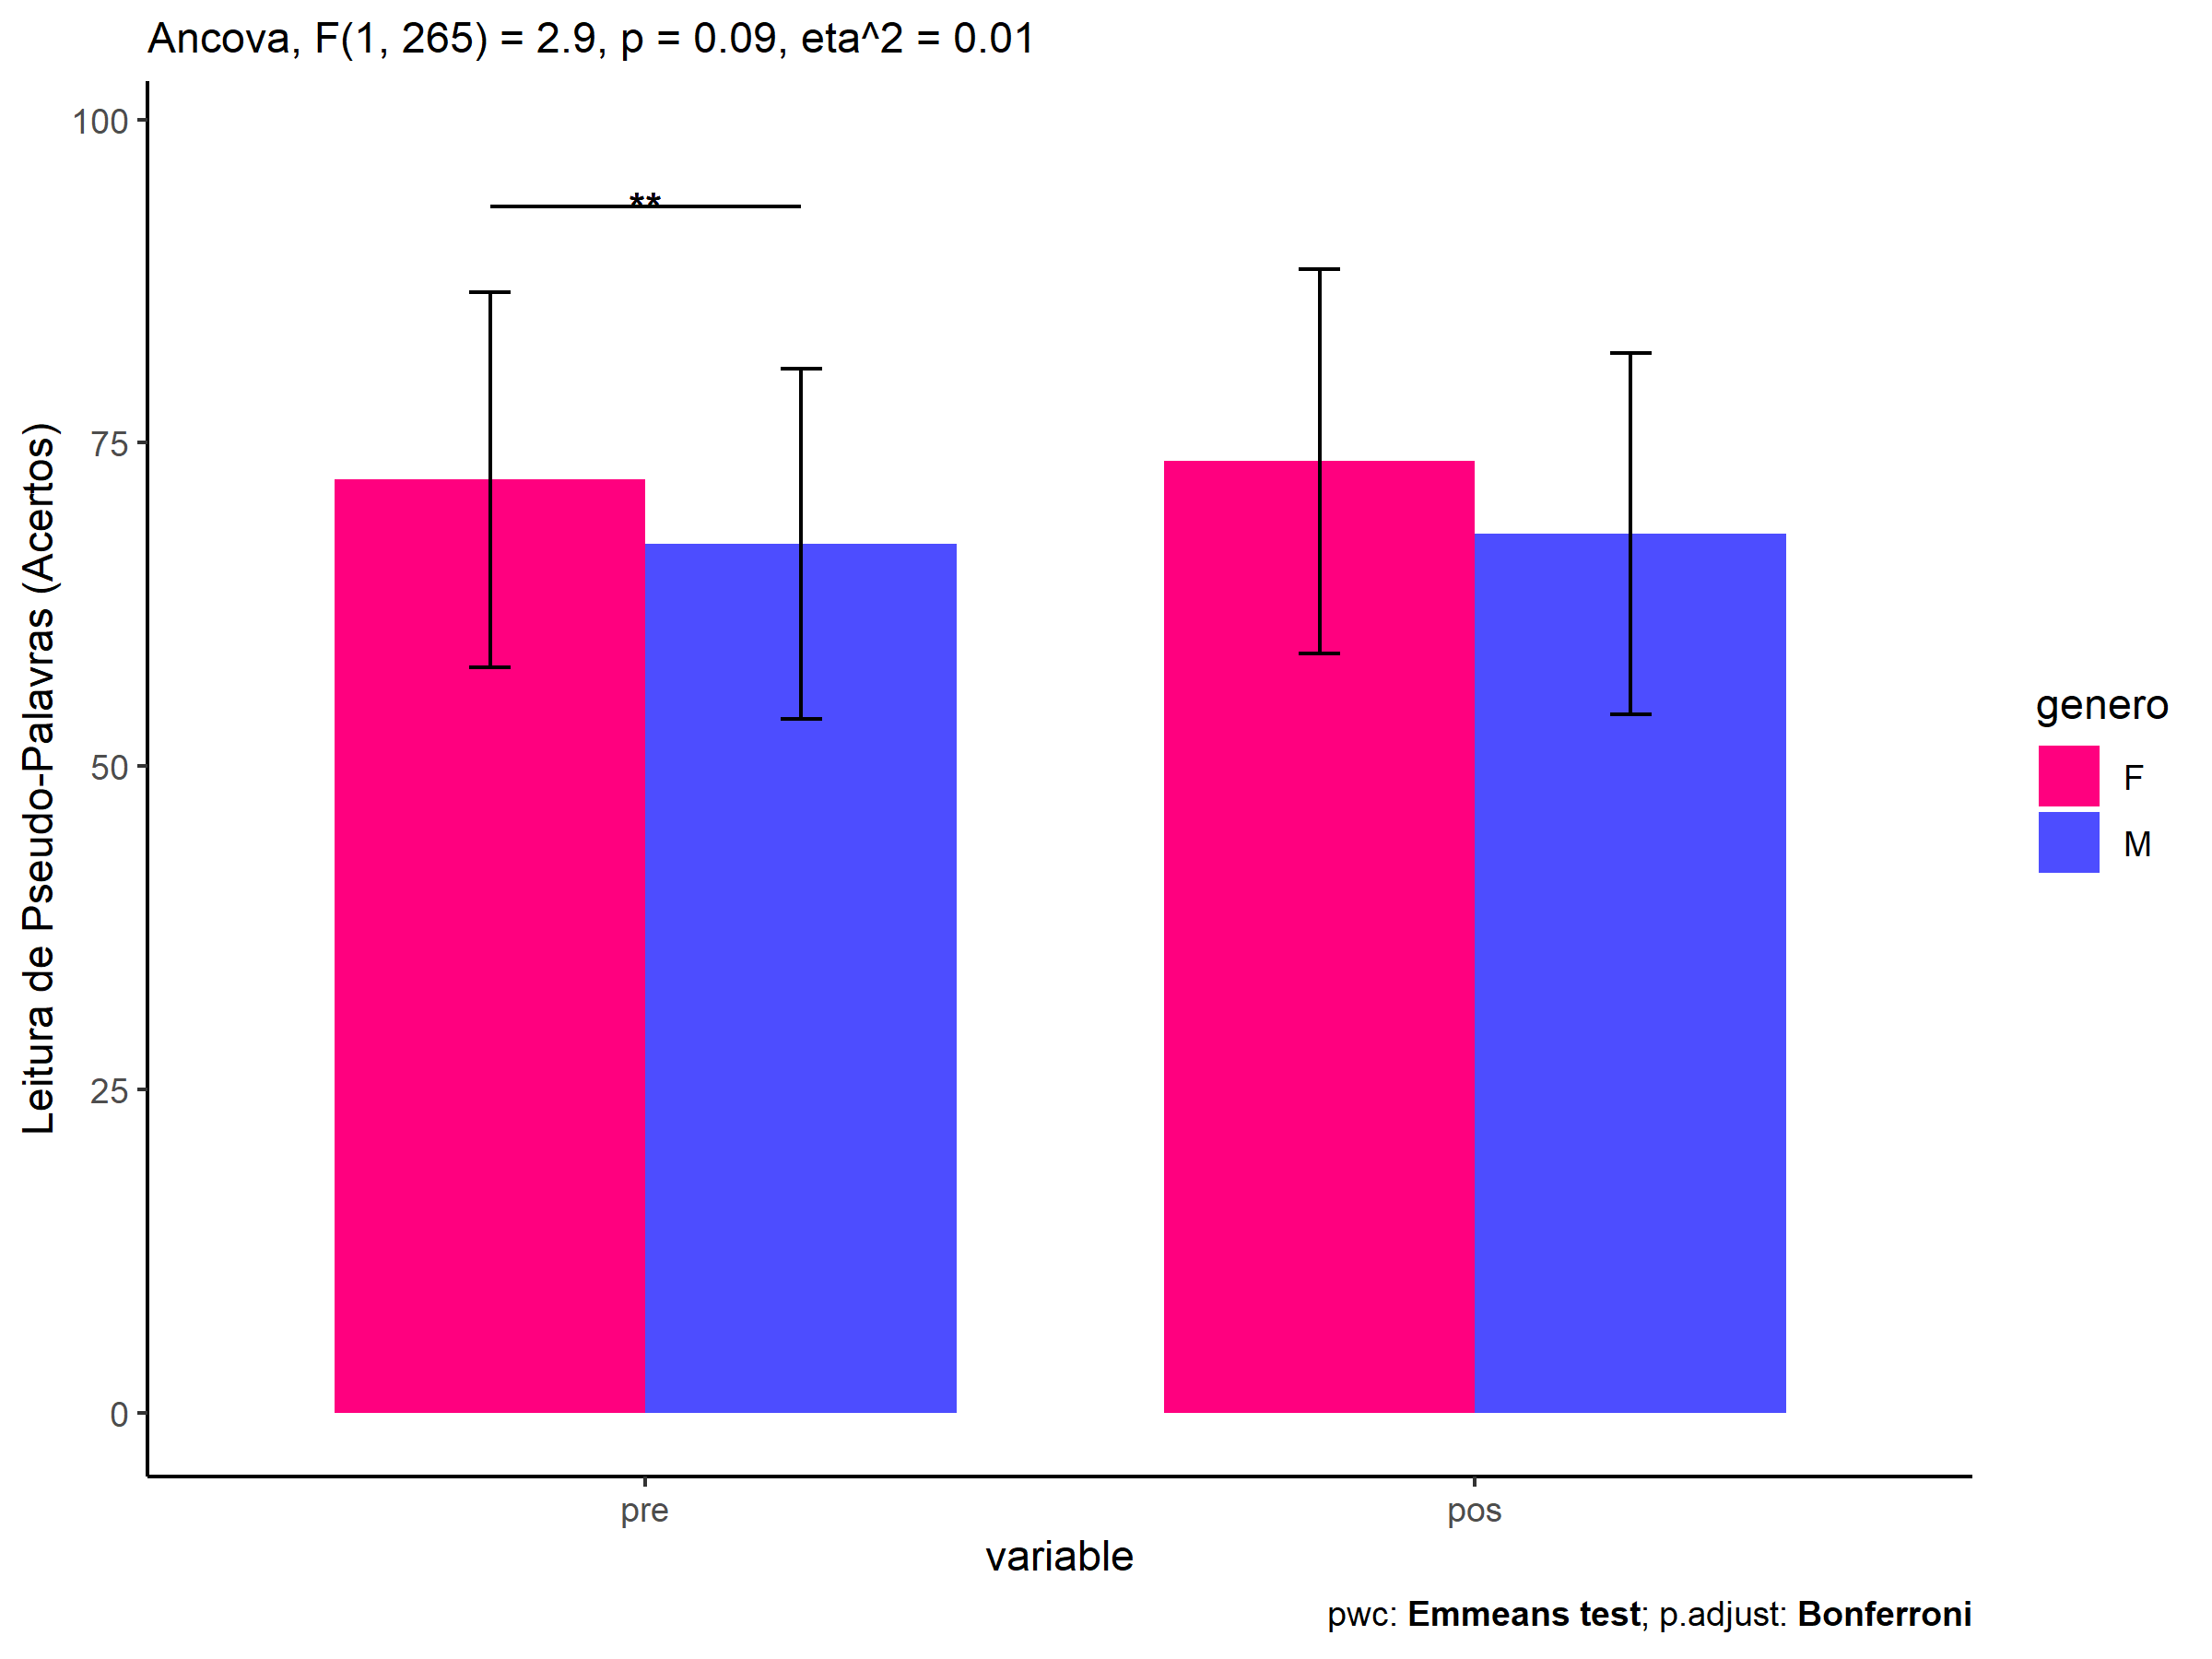 Ancova, F(1, 265) = 2.9, p = 0.09, eta^2 = 0.01
Leitura de Pseudo-Palavras (Acertos)
100
75
50
25
0
**
pre
pos
variable
genero
F
M
pwc: Emmeans test; p.adjust: Bonferroni